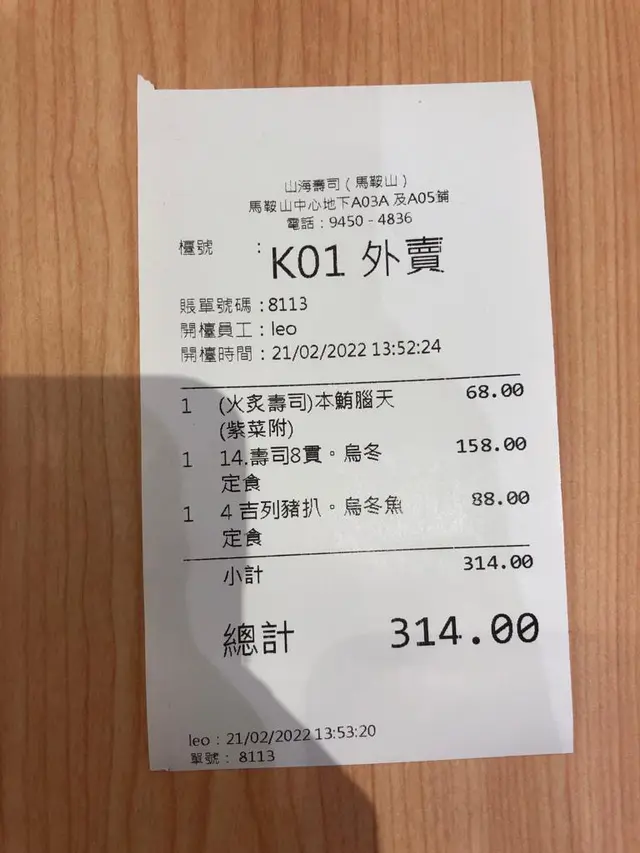 山海壽司（馬鞍山）
馬鞍山中心地下A03A 及A05鋪
電話：9450 - 4836
檯號 : K01 外賣
賬單號碼：8113
開檯員工：leo
開檯時間：21/02/2022 13:52:24
1 (火炙壽司)本鮪腦天 68.00
(紫菜附)
1 14.壽司8貫。烏冬 158.00
定食
1 4 吉列豬扒。烏冬魚 88.00
定食
小計 314.00
總計 314.00
leo：21/02/2022 13:53:20
單號： 8113